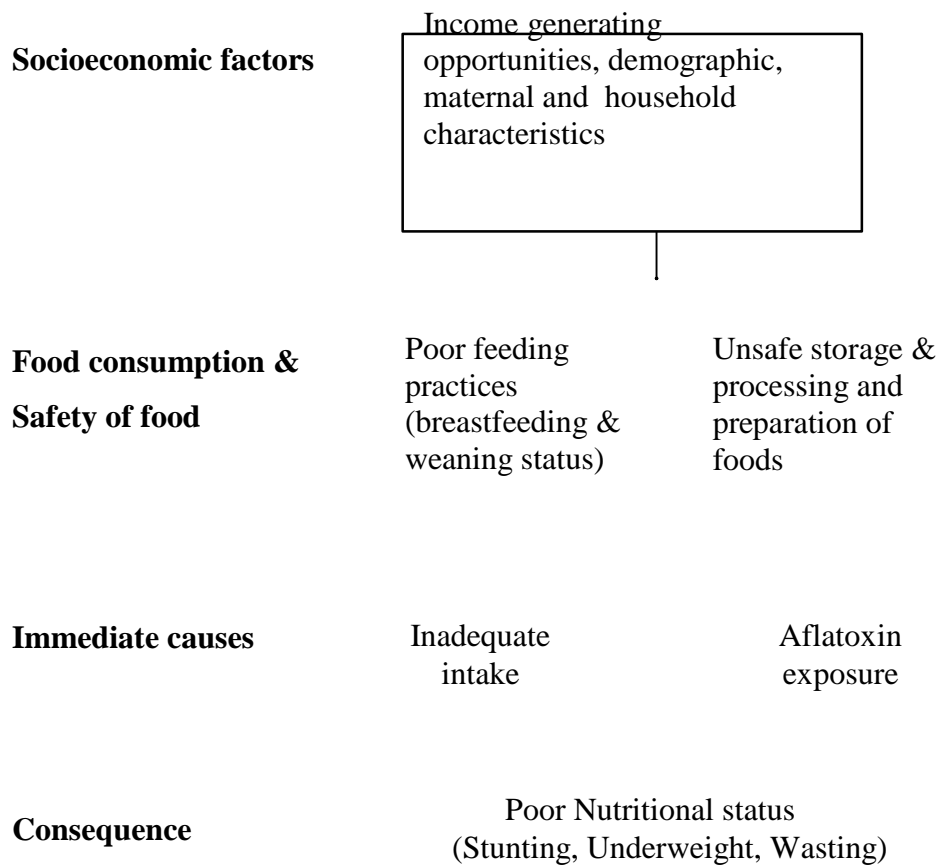 Socioeconomic factors
Income generating
opportunities, demographic,
maternal and household
characteristics
Food consumption &
Safety of food
Poor feeding
practices
(breastfeeding &
weaning status)
Unsafe storage &
processing and
preparation of
foods
Immediate causes
Inadequate
intake
Aflatoxin
exposure
Consequence
Poor Nutritional status
(Stunting, Underweight, Wasting)